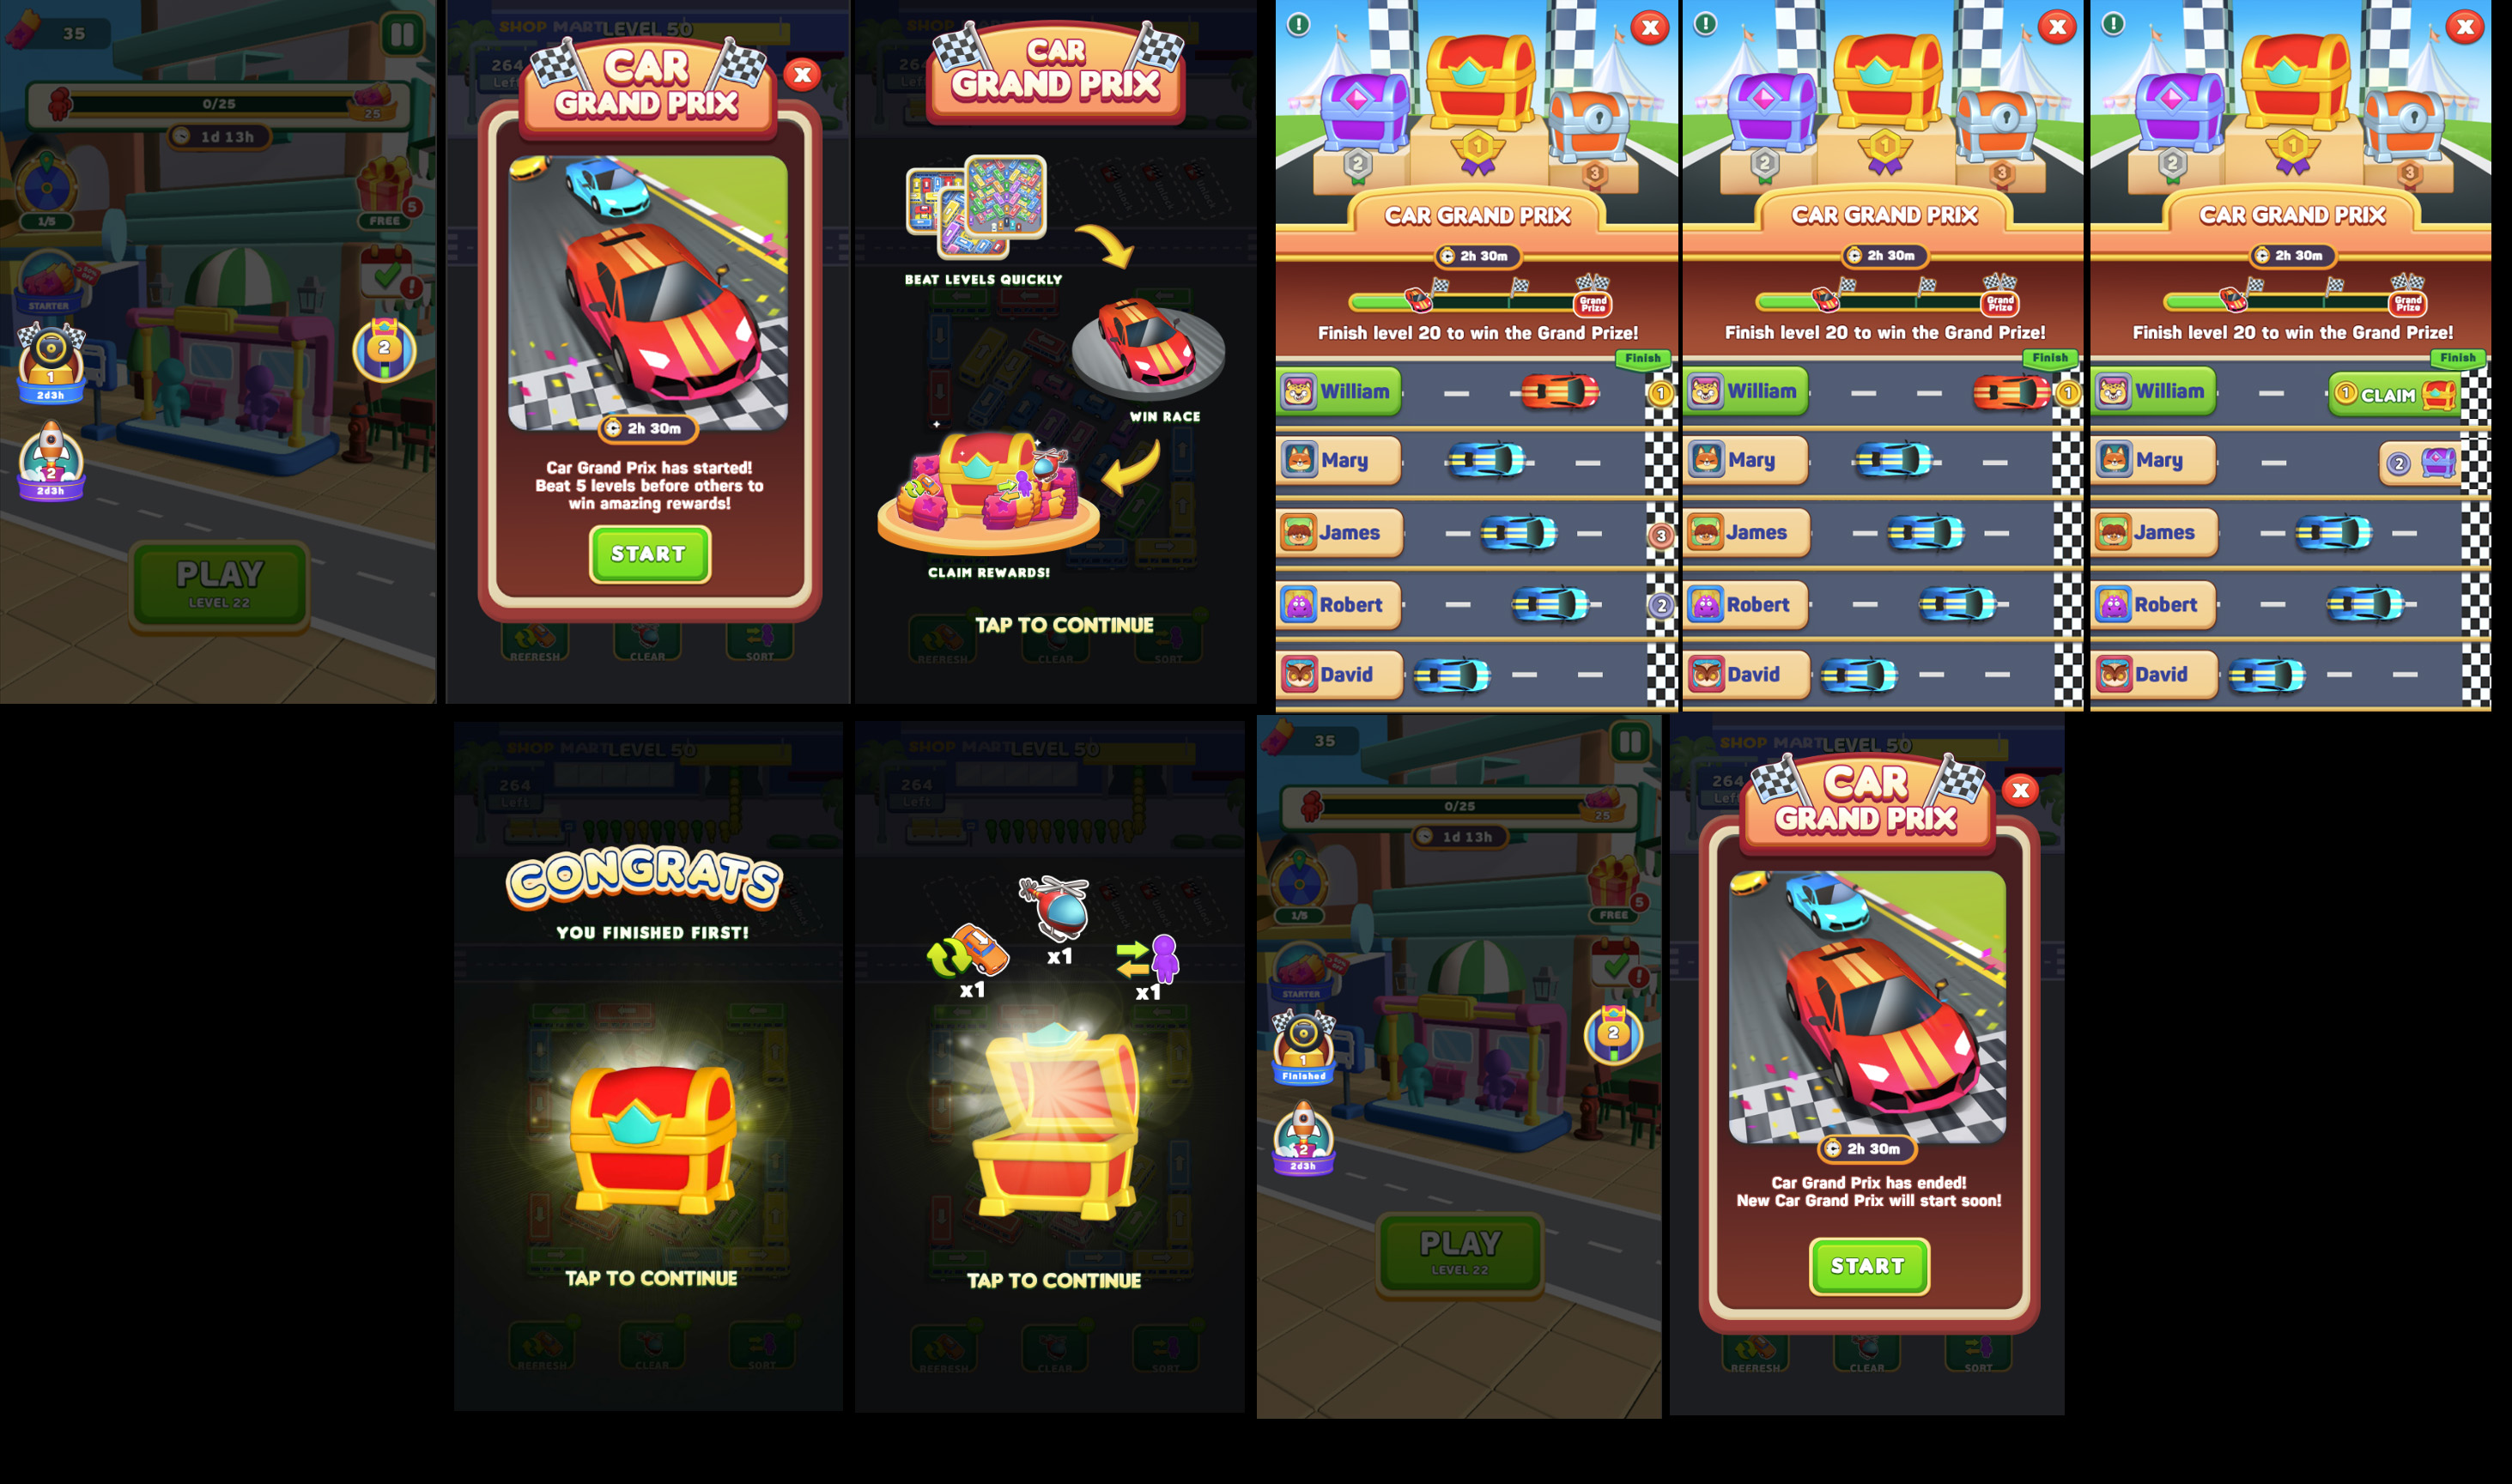 35
0/25
25
1d 13h
1/5
5
FREE
50% OFF
STARTER
!
1
2d3h
2
2
2d3h
PLAY
LEVEL 22
SHOP MART LEVEL 50
264
Left
CAR
GRAND PRIX
X
2h 30m
Car Grand Prix has started!
Beat 5 levels before others to
win amazing rewards!
START
REFRESH
CLEAR
SORT
SHOP MART LEVEL 50
264
Left
CAR
GRAND PRIX
Unlock
Unlock
Unlock
BEAT LEVELS QUICKLY
WIN RACE
CLAIM REWARDS!
TAP TO CONTINUE
REFRESH
CLEAR
SORT
!
X
2
1
3
CAR GRAND PRIX
2h 30m
Grand
Prize
Finish level 20 to win the Grand Prize!
Finish
William
1
Mary
James
3
Robert
2
David
!
X
2
1
3
CAR GRAND PRIX
2h 30m
Grand
Prize
Finish level 20 to win the Grand Prize!
Finish
William
1
Mary
James
Robert
David
!
X
2
1
3
CAR GRAND PRIX
2h 30m
Grand
Prize
Finish level 20 to win the Grand Prize!
Finish
William
1 CLAIM
Mary
2
James
Robert
David
SHOP MART LEVEL 50
264
Left
CONGRATS
YOU FINISHED FIRST!
TAP TO CONTINUE
REFRESH
CLEAR
SORT
SHOP MART LEVEL 50
264
Left
x1
x1
x1
TAP TO CONTINUE
REFRESH
CLEAR
SORT
35
0/25
25
1d 13h
1/5
5
FREE
STARTER
!
1
Finished
2
2
2d3h
PLAY
LEVEL 22
SHOP MART LEVEL 50
264
Left
CAR
GRAND PRIX
X
2h 30m
Car Grand Prix has ended!
New Car Grand Prix will start soon!
START
REFRESH
CLEAR
SORT